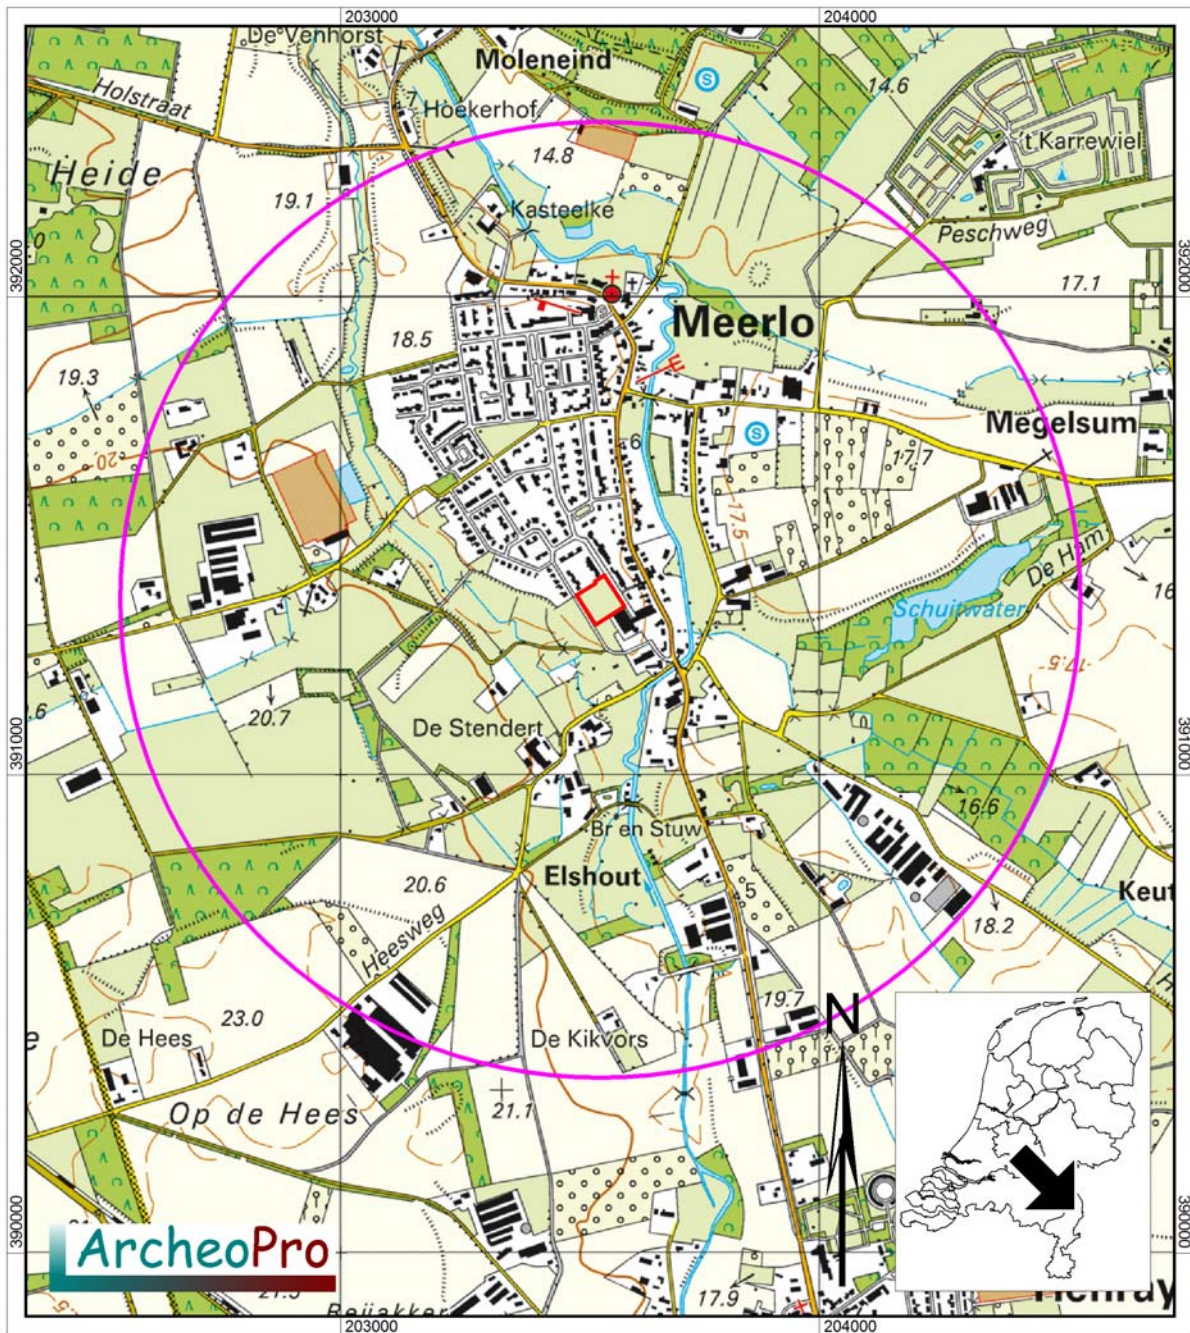 203000
204000
De Venhorst
Moleneind
S
14.6
Holstraat
7
Hoekerhof
't Karrewiel
14.8
Heide
19.1
Kasteelke
Peschweg
392000
392000
17.1
Meerlo
18.5
19.3
Megelsum
S
6
17.7
20
17.5
De Ham
Schuitwater
16
17.5
20.7
De Stendert
391000
391000
16.6
Br en Stuw
Elshout
20.6
5
Keut
Heesweg
18.2
23.0
19.7
N
De Hees
De Kikvors
Op de Hees
21.1
390000
390000
ArcheoPro
17.9
203000
204000